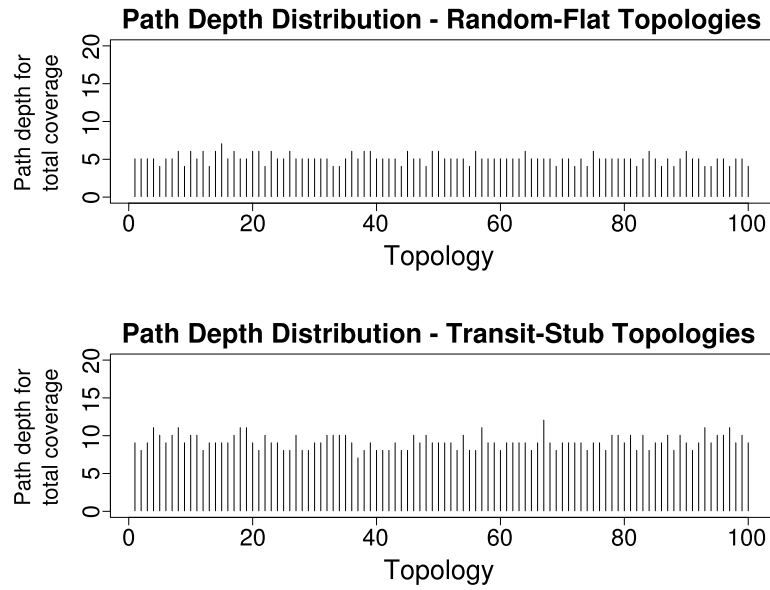 Path Depth Distribution - Random-Flat Topologies
Path depth for
total coverage
20
15
10
5
0
0 20 40 60 80 100
Topology
Path Depth Distribution - Transit-Stub Topologies
Path depth for
total coverage
20
15
10
5
0
0 20 40 60 80 100
Topology